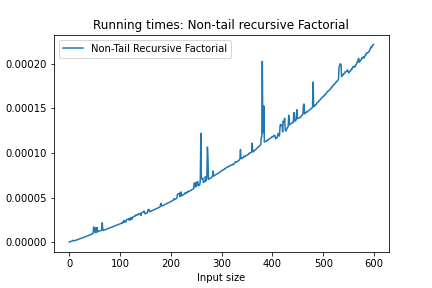 Running times: Non-tail recursive Factorial
Non-Tail Recursive Factorial
0.00020
0.00015
0.00010
0.00005
0.00000
0 100 200 300 400 500 600
Input size